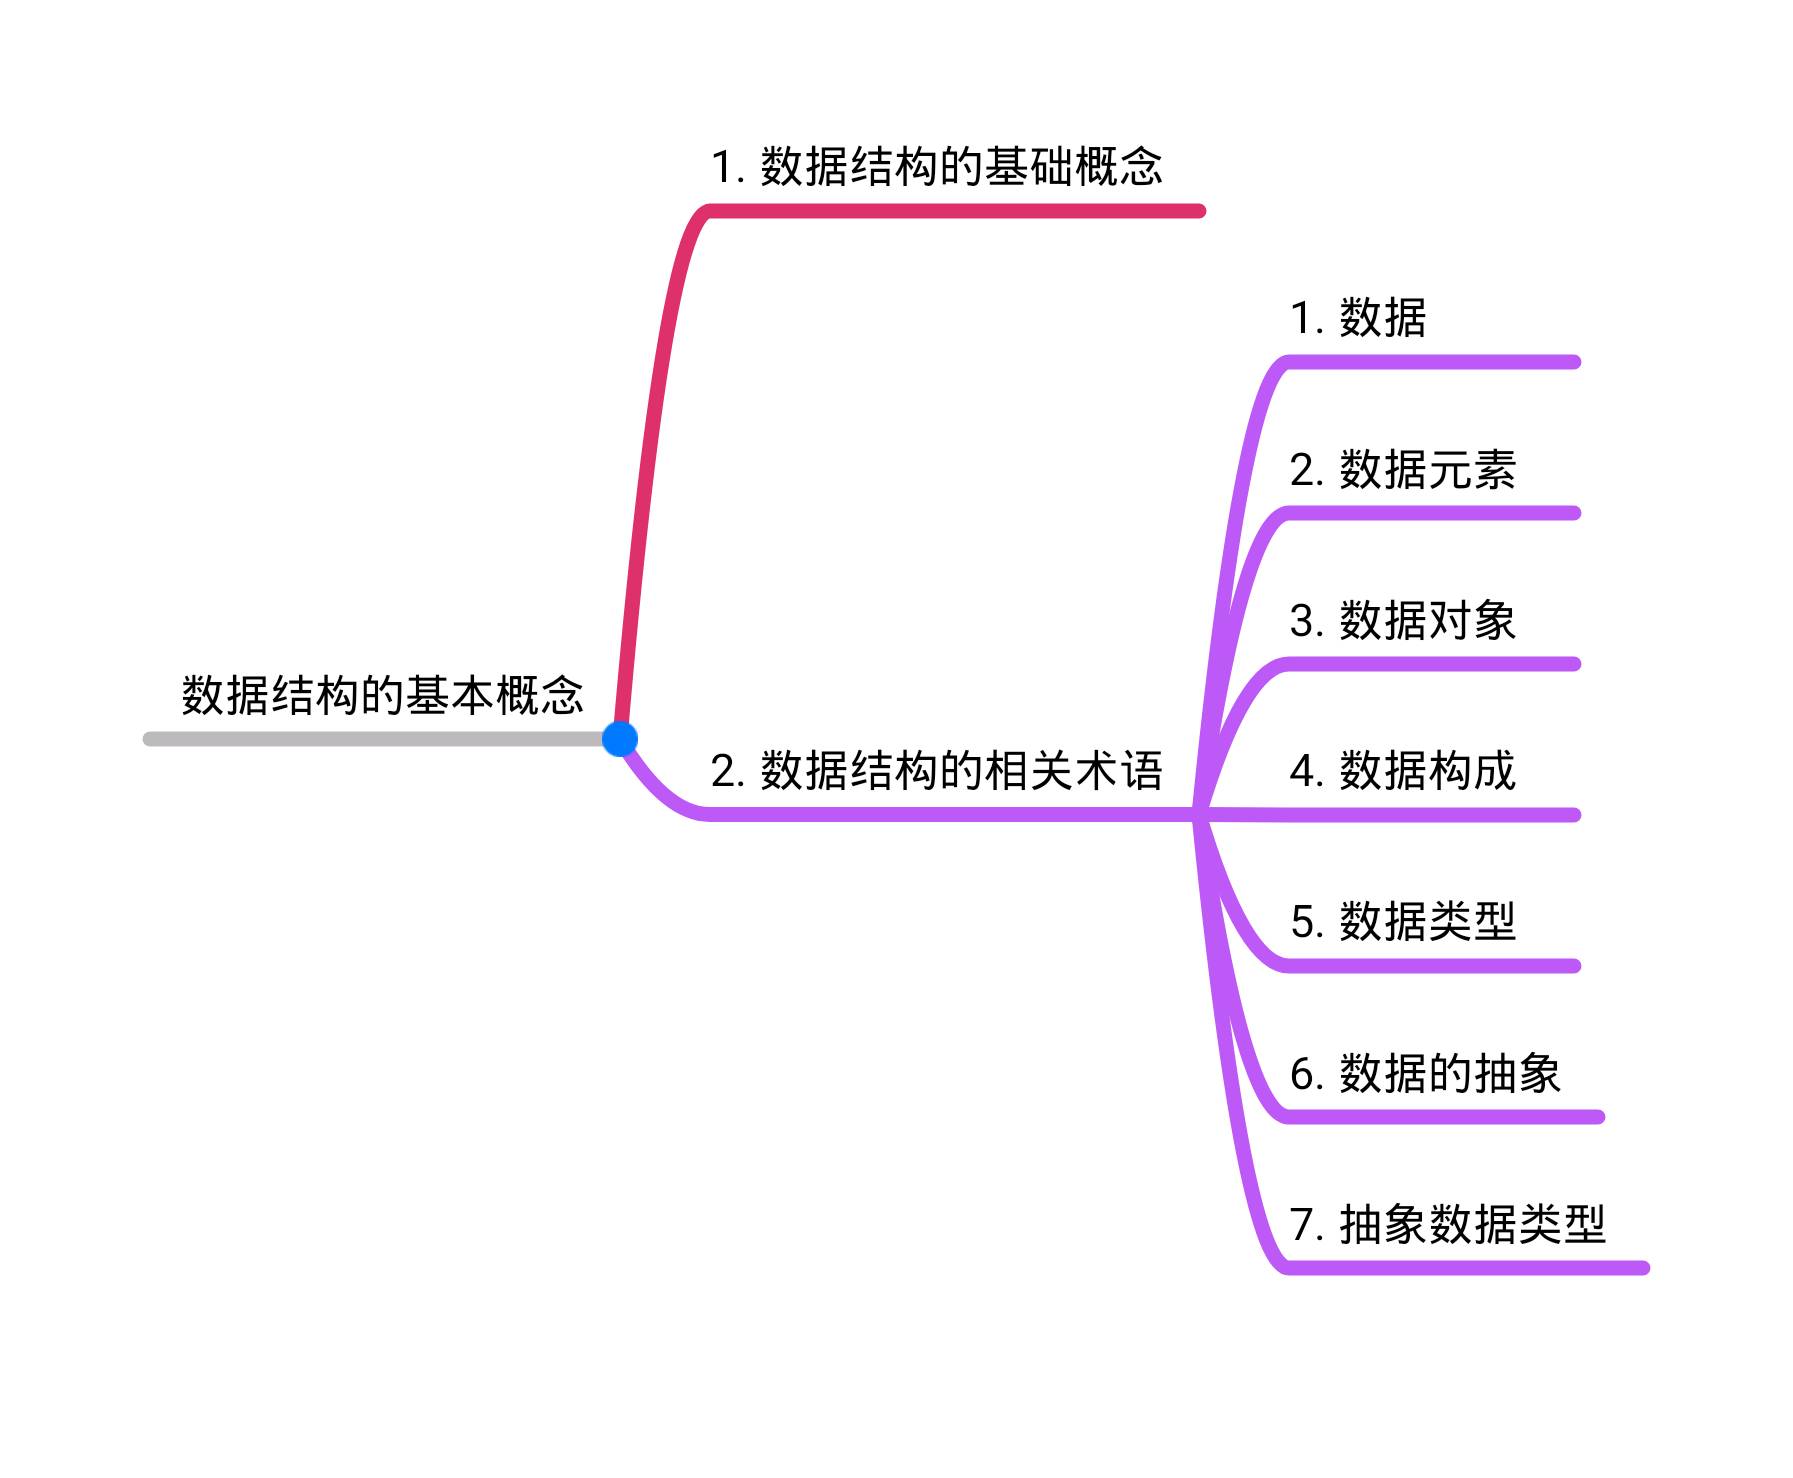 数据结构的基本概念
1. 数据结构的基础概念
2. 数据结构的相关术语
1. 数据
2. 数据元素
3. 数据对象
4. 数据构成
5. 数据类型
6. 数据的抽象
7. 抽象数据类型